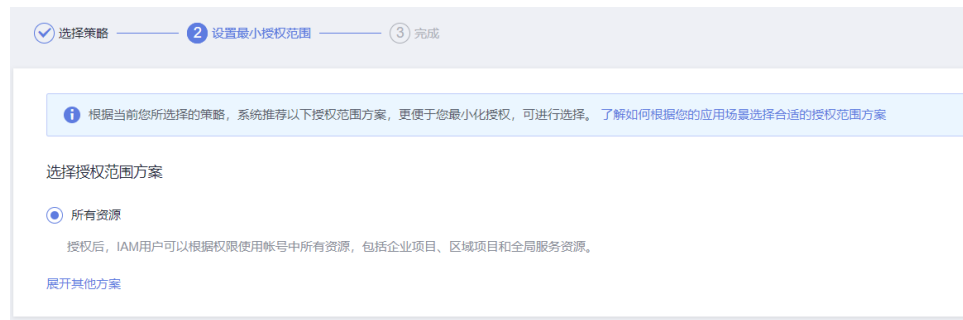 选择策略 2 设置最小授权范围 3 完成
根据当前您所选择的策略，系统推荐以下授权范围方案，更便于您最小化授权，可进行选择。 了解如何根据您的应用场景选择合适的授权范围方案
选择授权范围方案
所有资源
授权后，IAM用户可以根据权限使用帐号中所有资源，包括企业项目、区域项目和全局服务资源。
展开其他方案